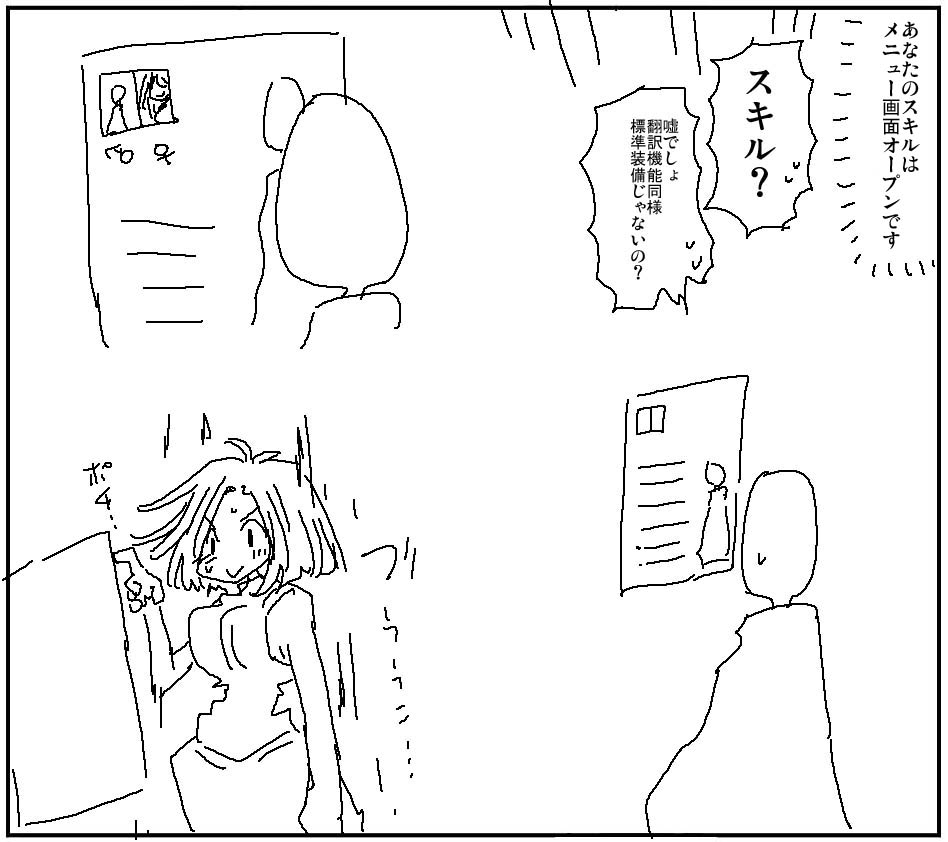 あなたのスキルは
メニュー画面オープンです
スキル？
嘘でしょ
翻訳機能同様
標準装備じゃないの？
ポイ…